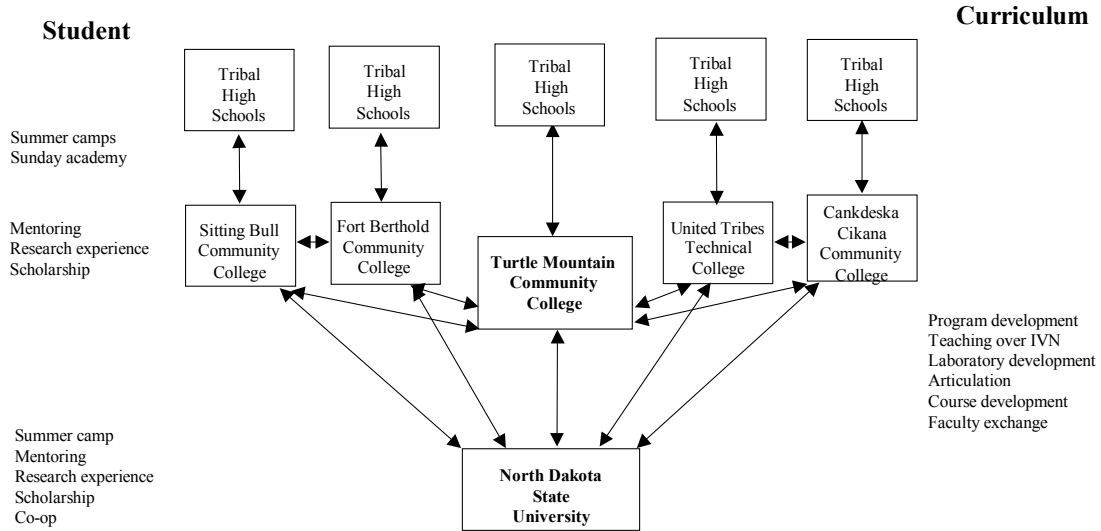 Student
Curriculum
Tribal
High
Schools
Tribal
High
Schools
Tribal
High
Schools
Tribal
High
Schools
Tribal
High
Schools
Summer camps
Sunday academy
Mentoring
Research experience
Scholarship
Sitting Bull
Community
College
Fort Berthold
Community
College
Turtle Mountain
Community
College
United Tribes
Technical
College
Cankdeska
Cikana
Community
College
Program development
Teaching over IVN
Laboratory development
Articulation
Course development
Faculty exchange
Summer camp
Mentoring
Research experience
Scholarship
Co-op
North Dakota
State
University